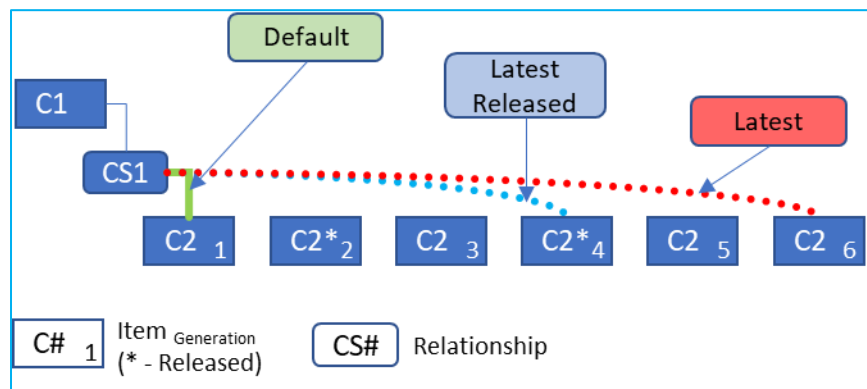 Default
Latest
Released
Latest
C1
CS1
C2 1
C2*2
C2 3
C2*4
C2 5
C2 6
C# 1
Item Generation
(* - Released)
CS#
Relationship